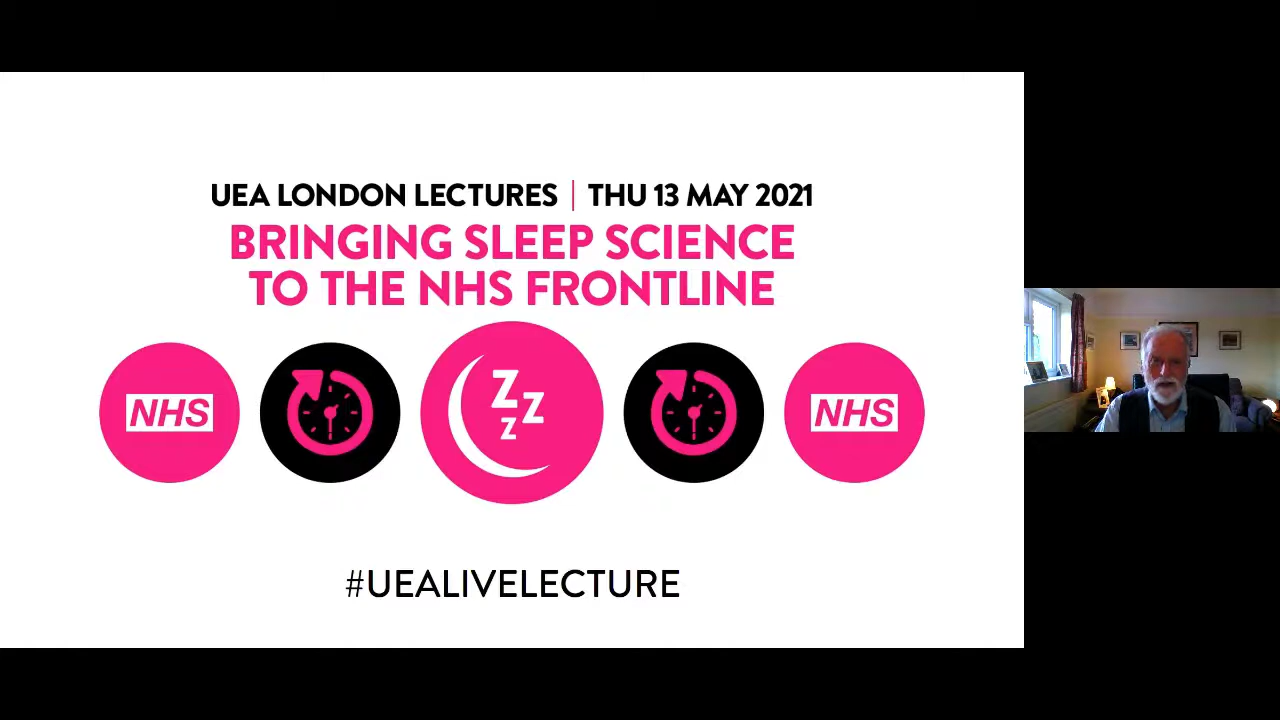 UEA LONDON LECTURES | THU 13 MAY 2021
BRINGING SLEEP SCIENCE
TO THE NHS FRONTLINE
NHS
Z
Z
Z
NHS
#UEALIVELECTURE